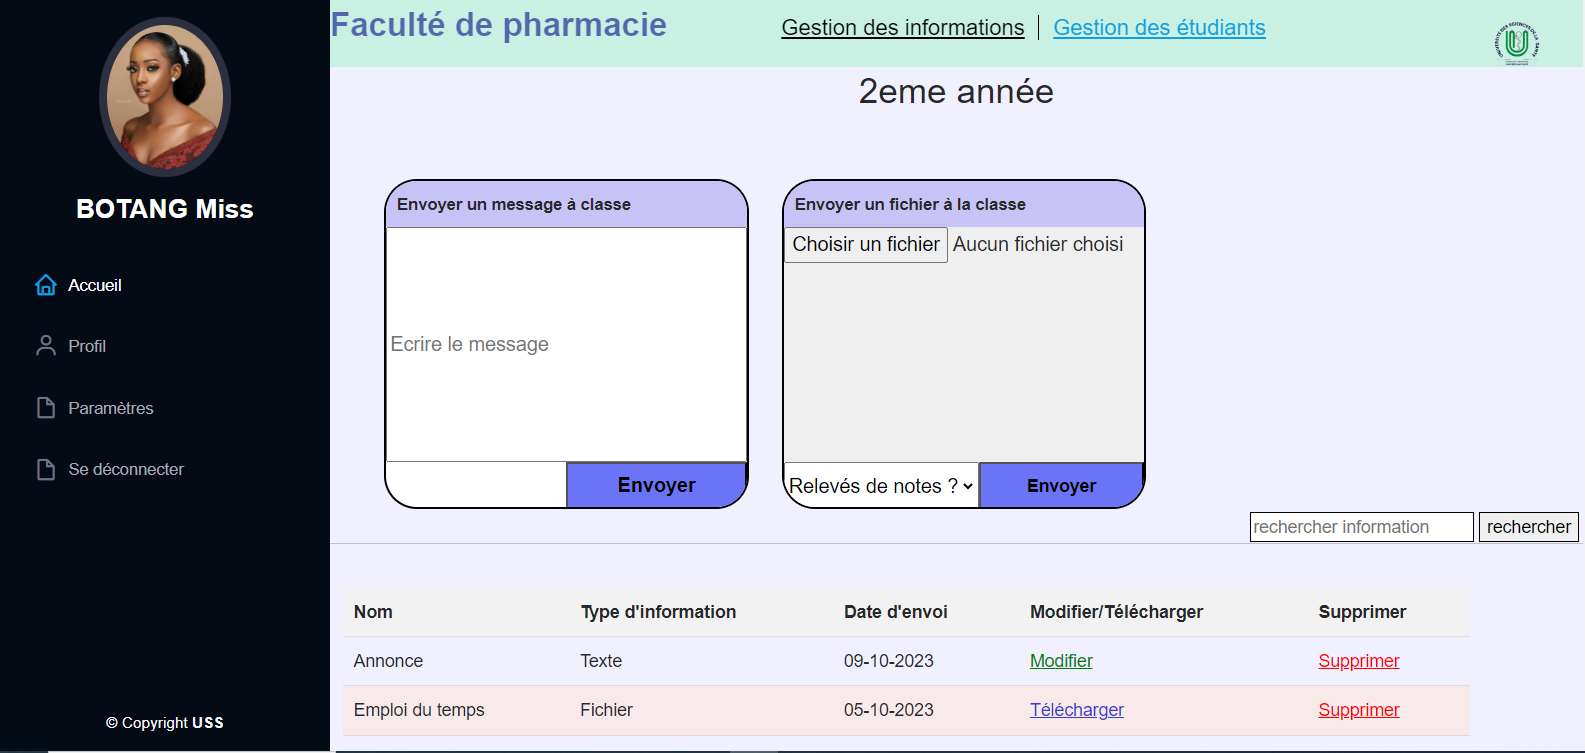 BOTANG Miss
Accueil
Profil
Paramètres
Se déconnecter
© Copyright USS
Faculté de pharmacie
Gestion des informations | Gestion des étudiants
2eme année
Envoyer un message à classe
Ecrire le message
Envoyer
Envoyer un fichier à la classe
Choisir un fichier Aucun fichier choisi
Relevés de notes ? Envoyer
rechercher information rechercher
Nom Type d'information Date d'envoi Modifier/Télécharger Supprimer
Annonce Texte 09-10-2023 Modifier Supprimer
Emploi du temps Fichier 05-10-2023 Télécharger Supprimer